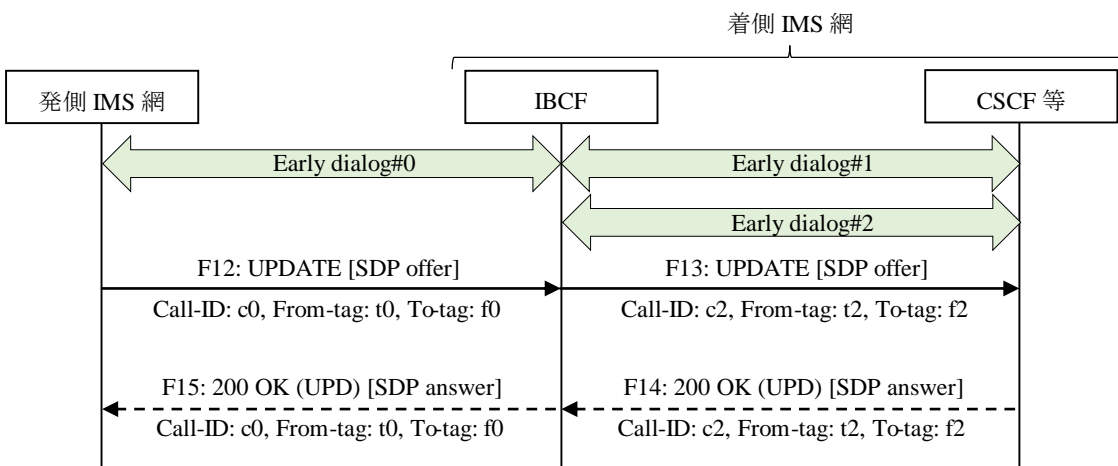 着側 IMS 網
発側 IMS 網
IBCF
CSCF 等
Early dialog#0
Early dialog#1
Early dialog#2
F12: UPDATE [SDP offer]
F13: UPDATE [SDP offer]
Call-ID: c0, From-tag: t0, To-tag: f0
Call-ID: c2, From-tag: t2, To-tag: f2
F15: 200 OK (UPD) [SDP answer]
F14: 200 OK (UPD) [SDP answer]
Call-ID: c0, From-tag: t0, To-tag: f0
Call-ID: c2, From-tag: t2, To-tag: f2